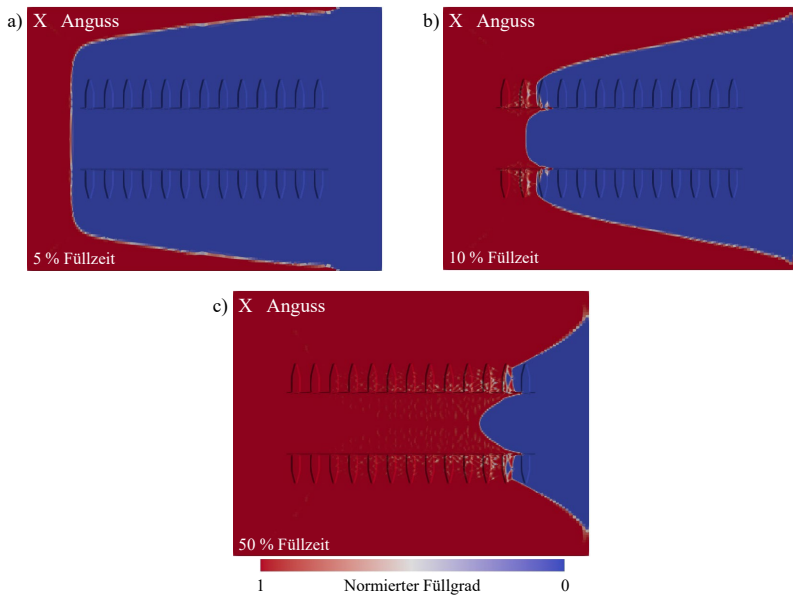 a)
X Anguss
5 % Füllzeit
b)
X Anguss
10 % Füllzeit
c)
X Anguss
50 % Füllzeit
1 Normierter Füllgrad 0